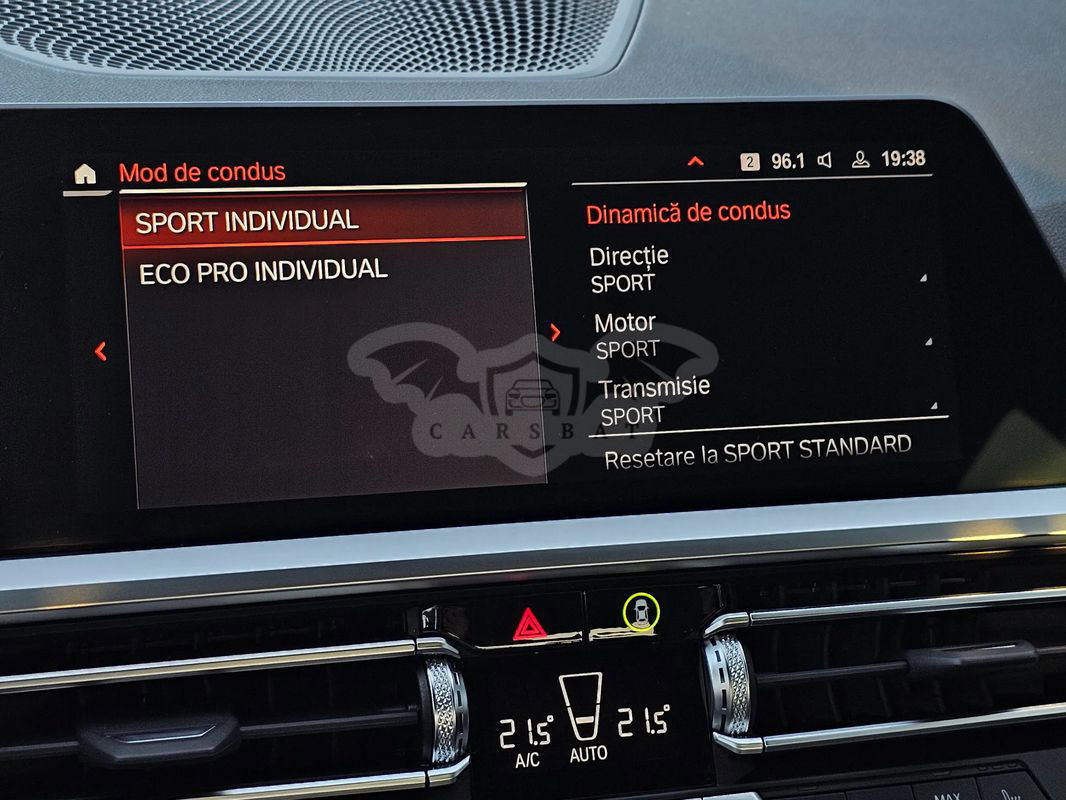 Mod de condus
2 96.1 19:38
SPORT INDIVIDUAL
ECO PRO INDIVIDUAL
Dinamică de condus
Direcție
SPORT
Motor
SPORT
Transmisie
SPORT
Resetare la SPORT STANDARD
CARSBAT
21.5° 21.5°
A/C AUTO
MAX